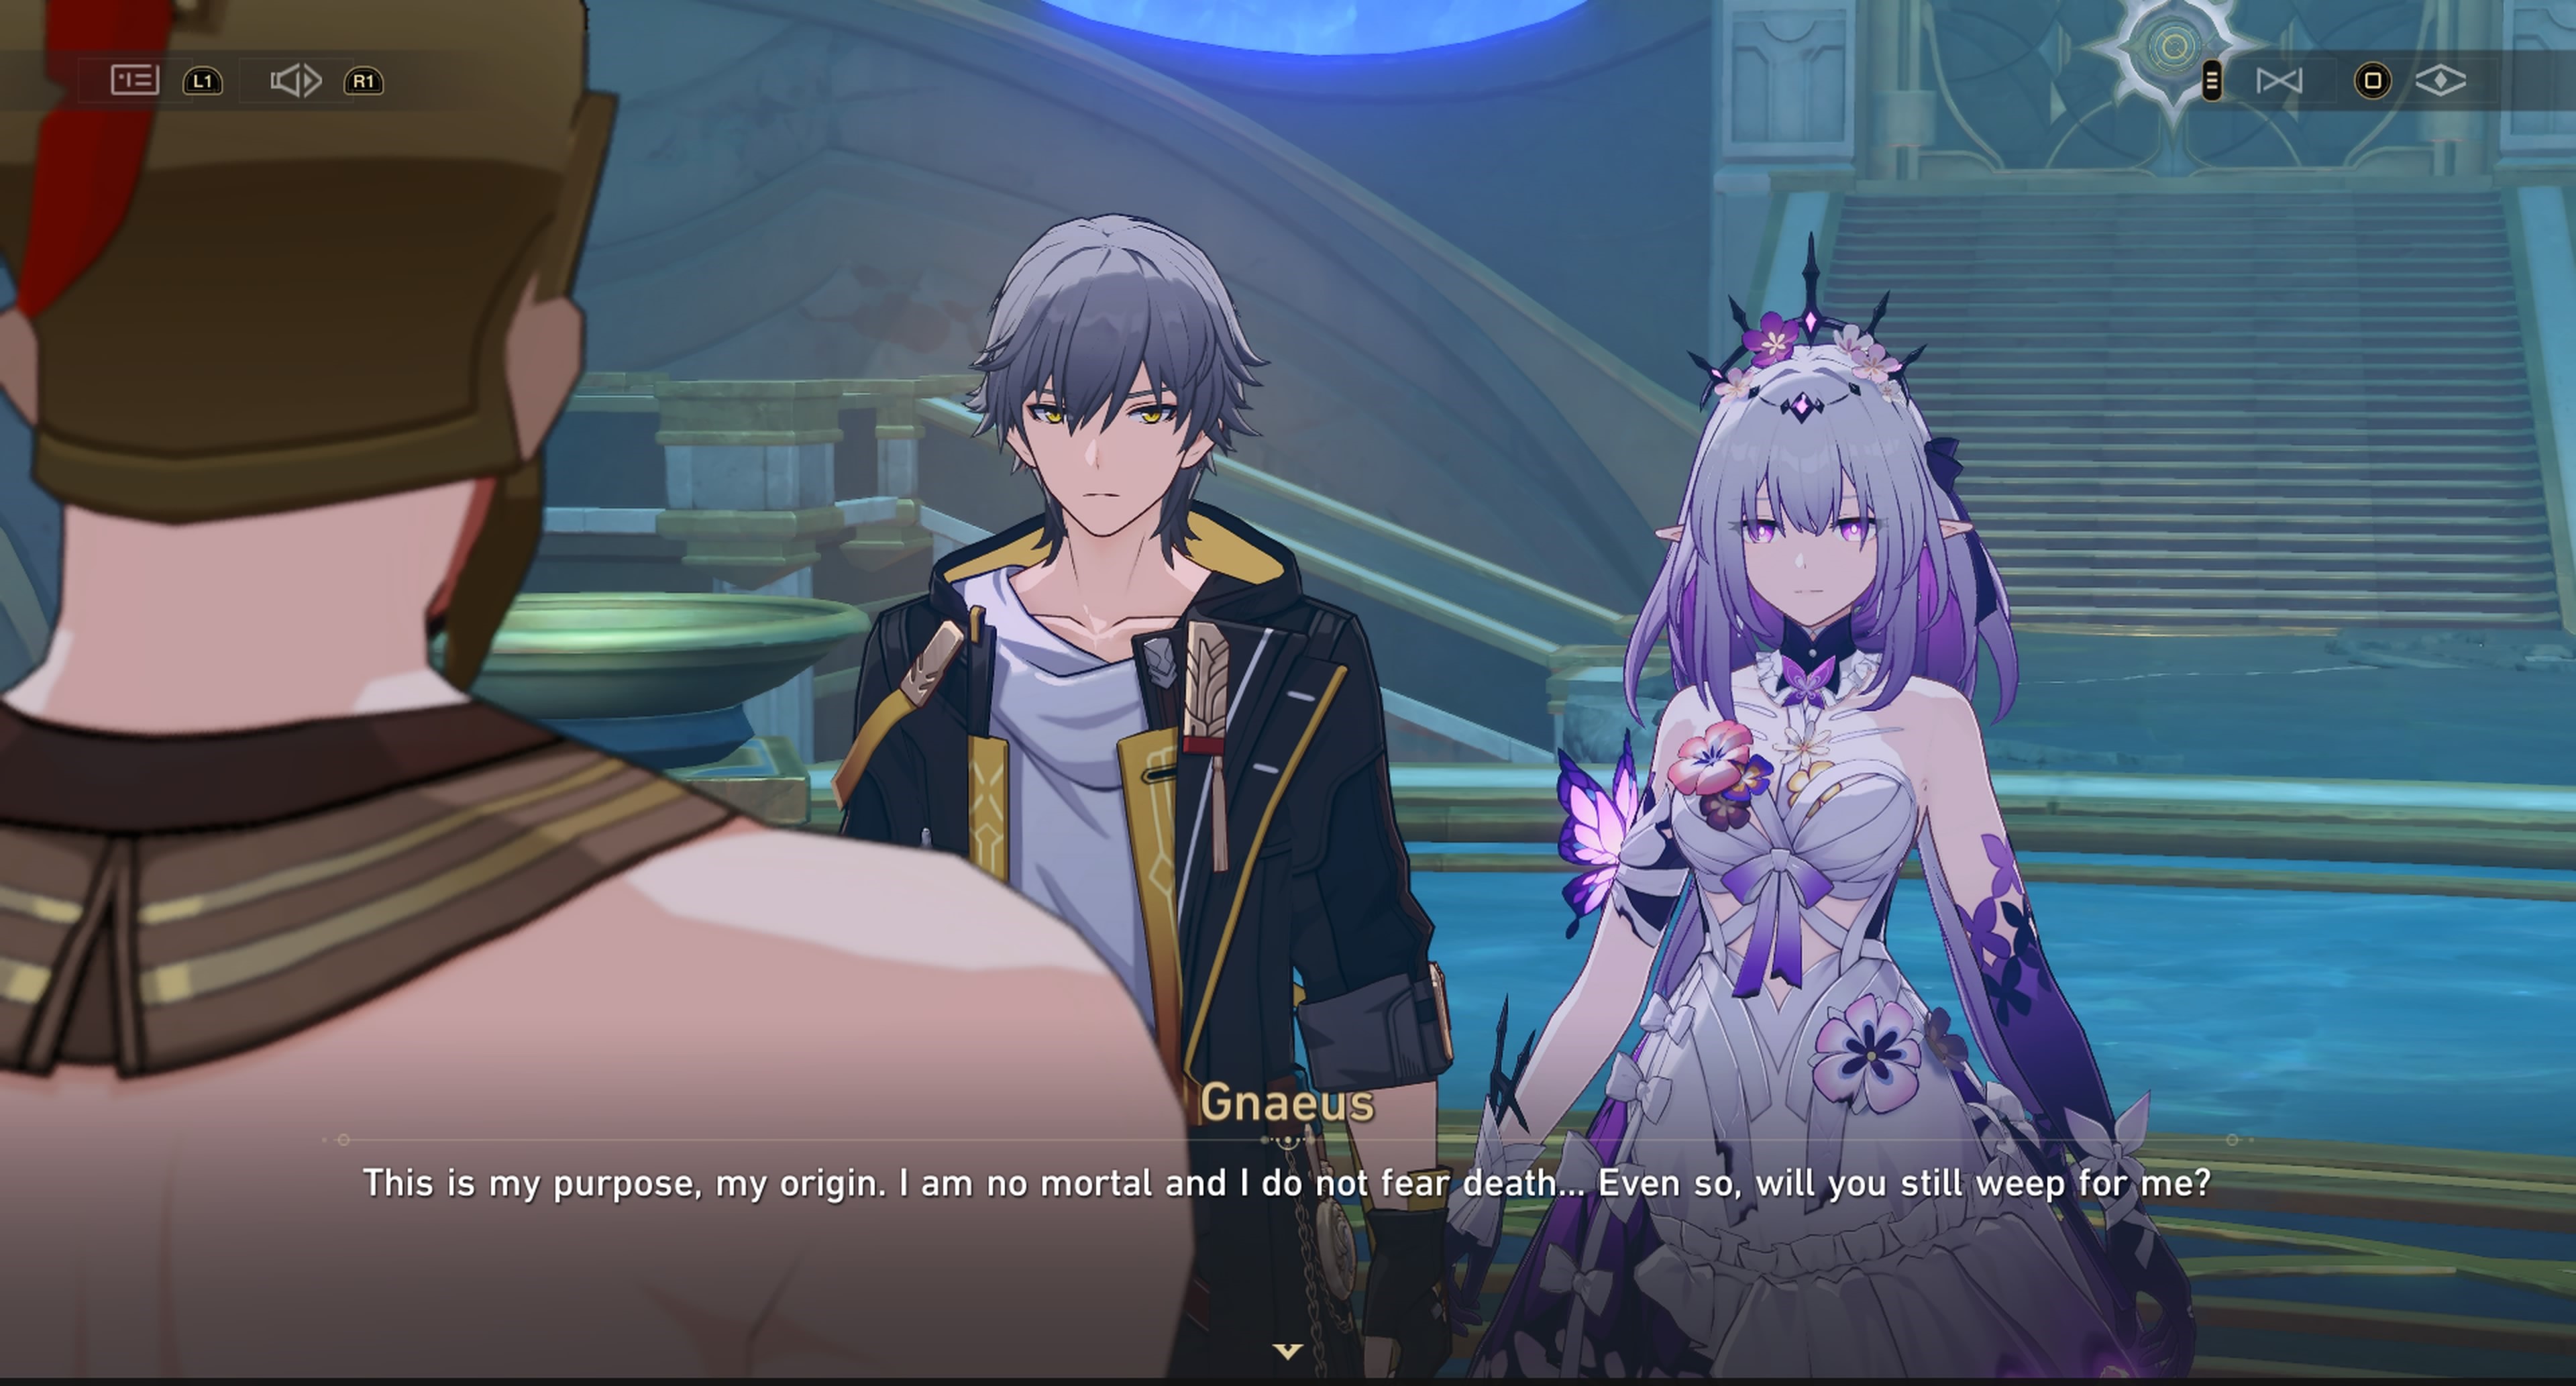 L1
R1
Gnaeus
This is my purpose, my origin. I am no mortal and I do not fear death... Even so, will you still weep for me?